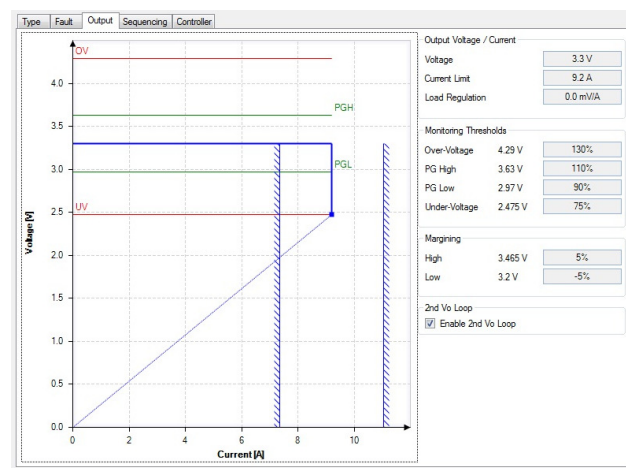 Type Fault Output Sequencing Controller
OV
PGH
PGL
UV
4.0
3.5
3.0
2.5
2.0
1.5
1.0
0.5
0.0
Voltage [V]
0 2 4 6 8 10
Current [A]
Output Voltage / Current
Voltage 3.3 V
Current Limit 9.2 A
Load Regulation 0.0 mV/A
Monitoring Thresholds
Over-Voltage 4.29 V 130%
PG High 3.63 V 110%
PG Low 2.97 V 90%
Under-Voltage 2.475 V 75%
Margining
High 3.465 V 5%
Low 3.2 V -5%
2nd Vo Loop
Enable 2nd Vo Loop